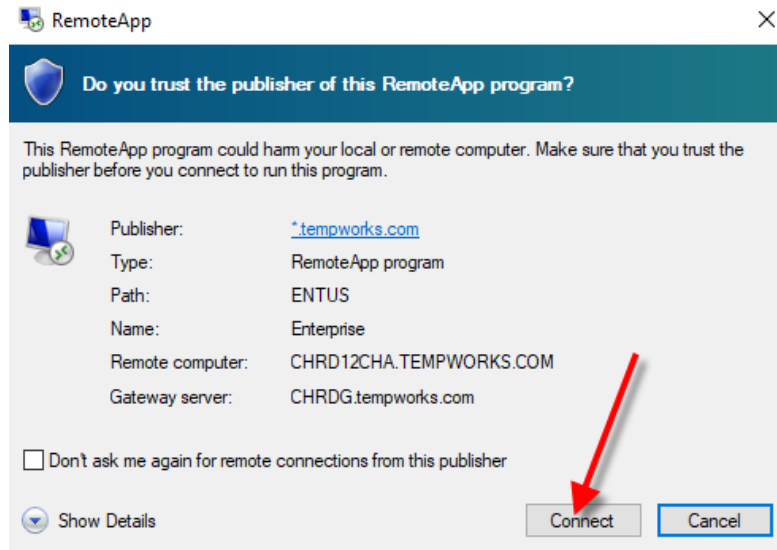 RemoteApp
Do you trust the publisher of this RemoteApp program?
This RemoteApp program could harm your local or remote computer. Make sure that you trust the
publisher before you connect to run this program.
Publisher: *.tempworks.com
Type: RemoteApp program
Path: ENTUS
Name: Enterprise
Remote computer: CHRD12CHA.TEMPWORKS.COM
Gateway server: CHRDG.tempworks.com
Don't ask me again for remote connections from this publisher
Show Details Connect Cancel